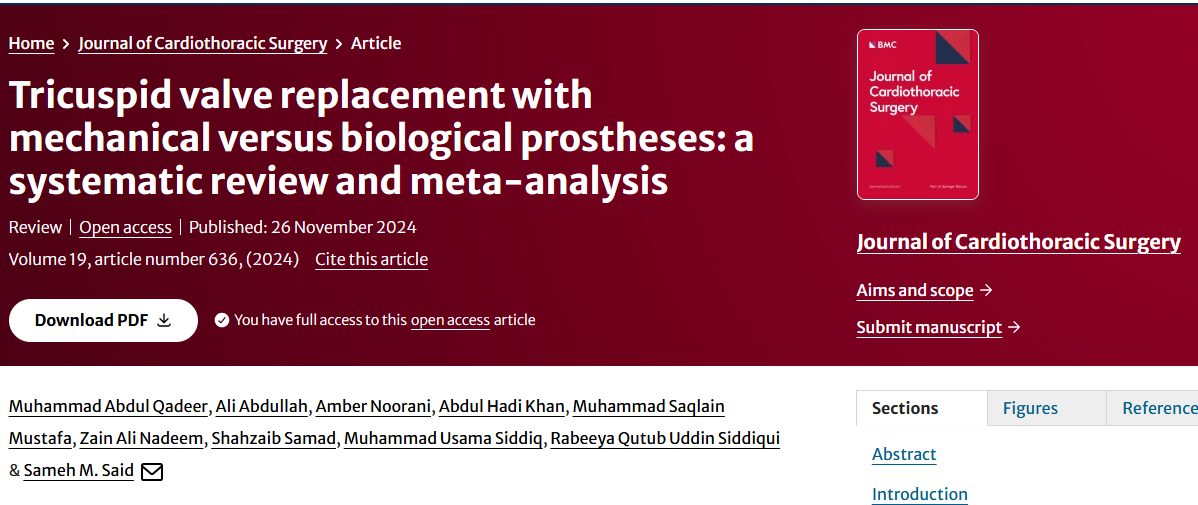 Home > Journal of Cardiothoracic Surgery > Article
Tricuspid valve replacement with
mechanical versus biological prostheses: a
systematic review and meta-analysis
Review | Open access | Published: 26 November 2024
Volume 19, article number 636, (2024) Cite this article
Download PDF
You have full access to this open access article
BMC
Journal of
Cardiothoracic
Surgery
Journal of Cardiothoracic Surgery
Aims and scope →
Submit manuscript →
Muhammad Abdul Qadeer, Ali Abdullah, Amber Noorani, Abdul Hadi Khan, Muhammad Saqlain
Mustafa, Zain Ali Nadeem, Shahzaib Samad, Muhammad Usama Siddiq, Rabeeya Qutub Uddin Siddiqui
& Sameh M. Said
Sections Figures Reference
Abstract
Introduction